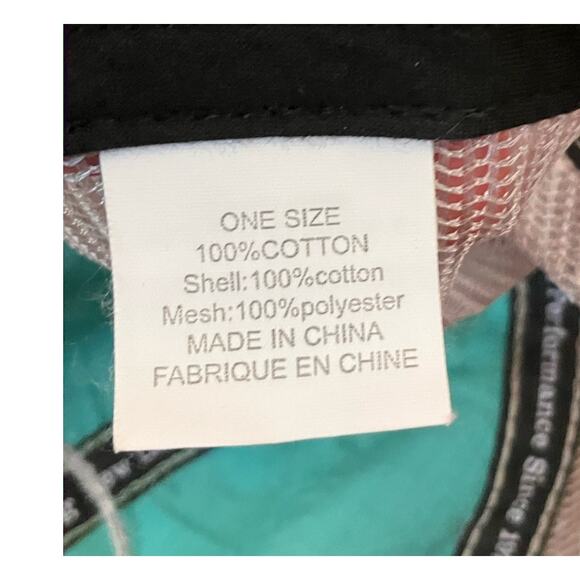 ONE SIZE
100%COTTON
Shell:100%cotton
Mesh:100%polyester
MADE IN CHINA
FABRIQUE EN CHINE
Performance Since